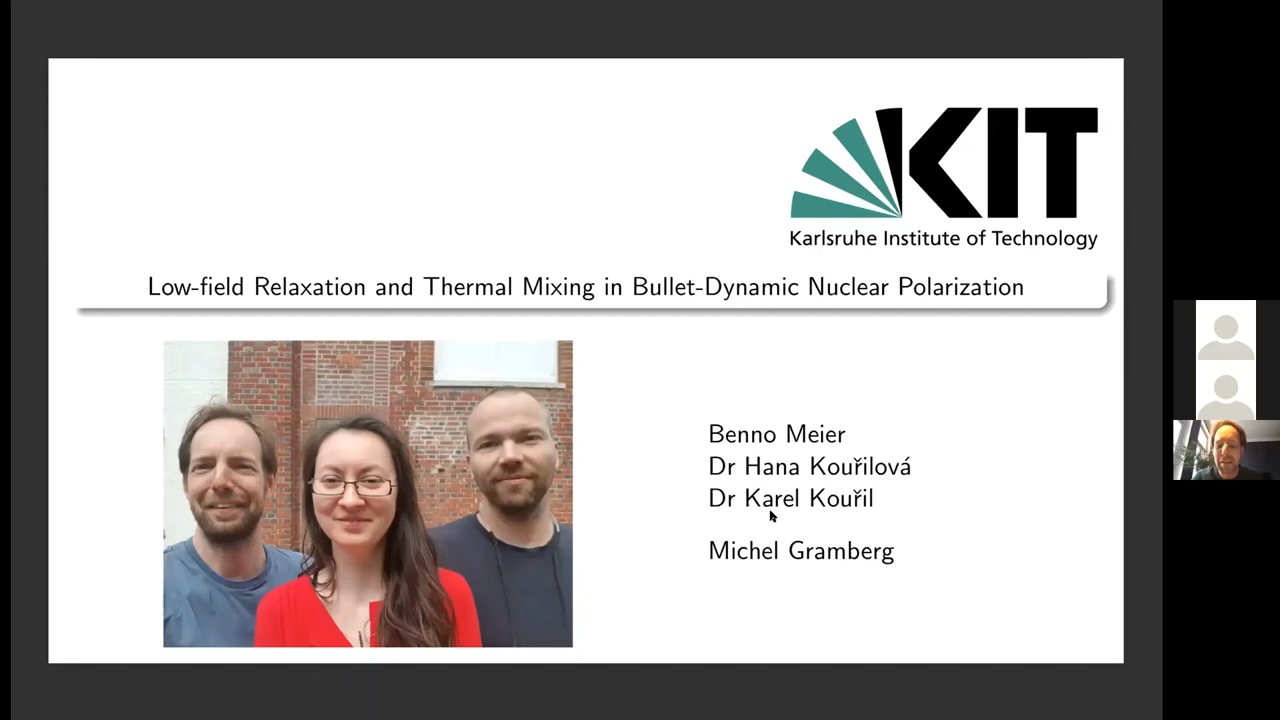 KIT
Karlsruhe Institute of Technology
Low-field Relaxation and Thermal Mixing in Bullet-Dynamic Nuclear Polarization
Benno Meier
Dr Hana Kouřilová
Dr Karel Kouřil
Michel Gramberg